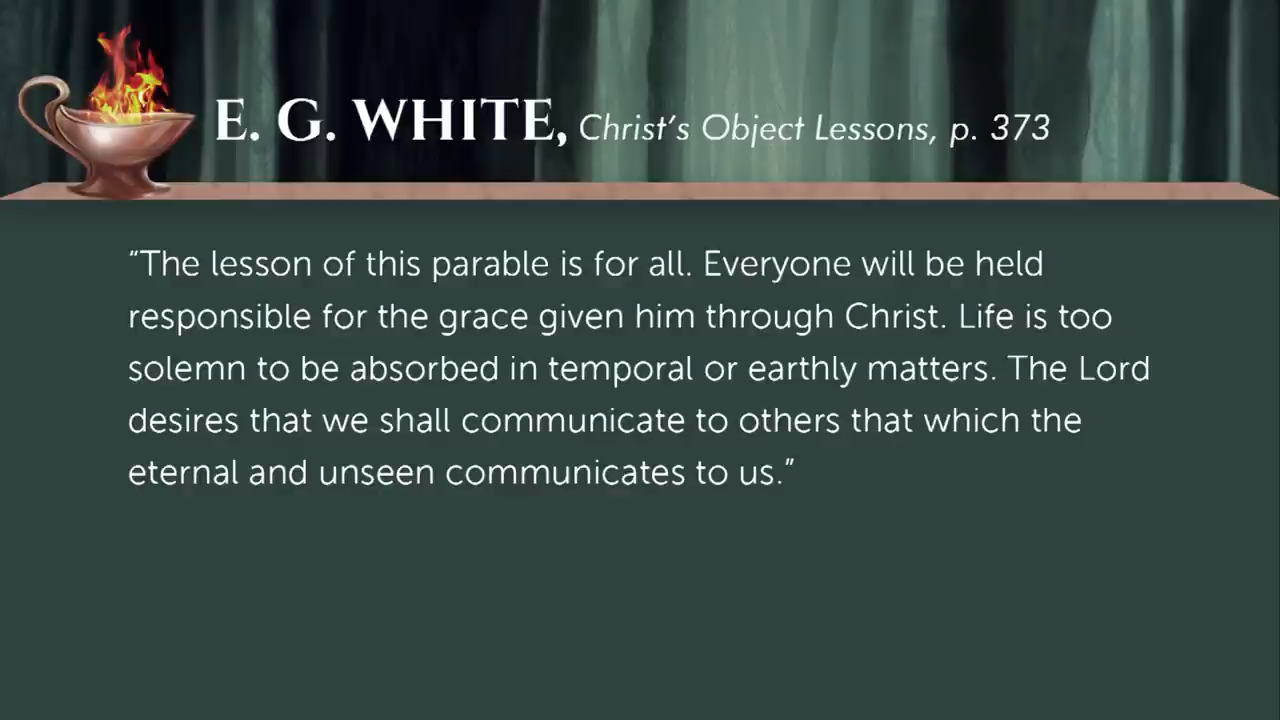 E. G. WHITE, Christ's Object Lessons, p. 373
"The lesson of this parable is for all. Everyone will be held
responsible for the grace given him through Christ. Life is too
solemn to be absorbed in temporal or earthly matters. The Lord
desires that we shall communicate to others that which the
eternal and unseen communicates to us."